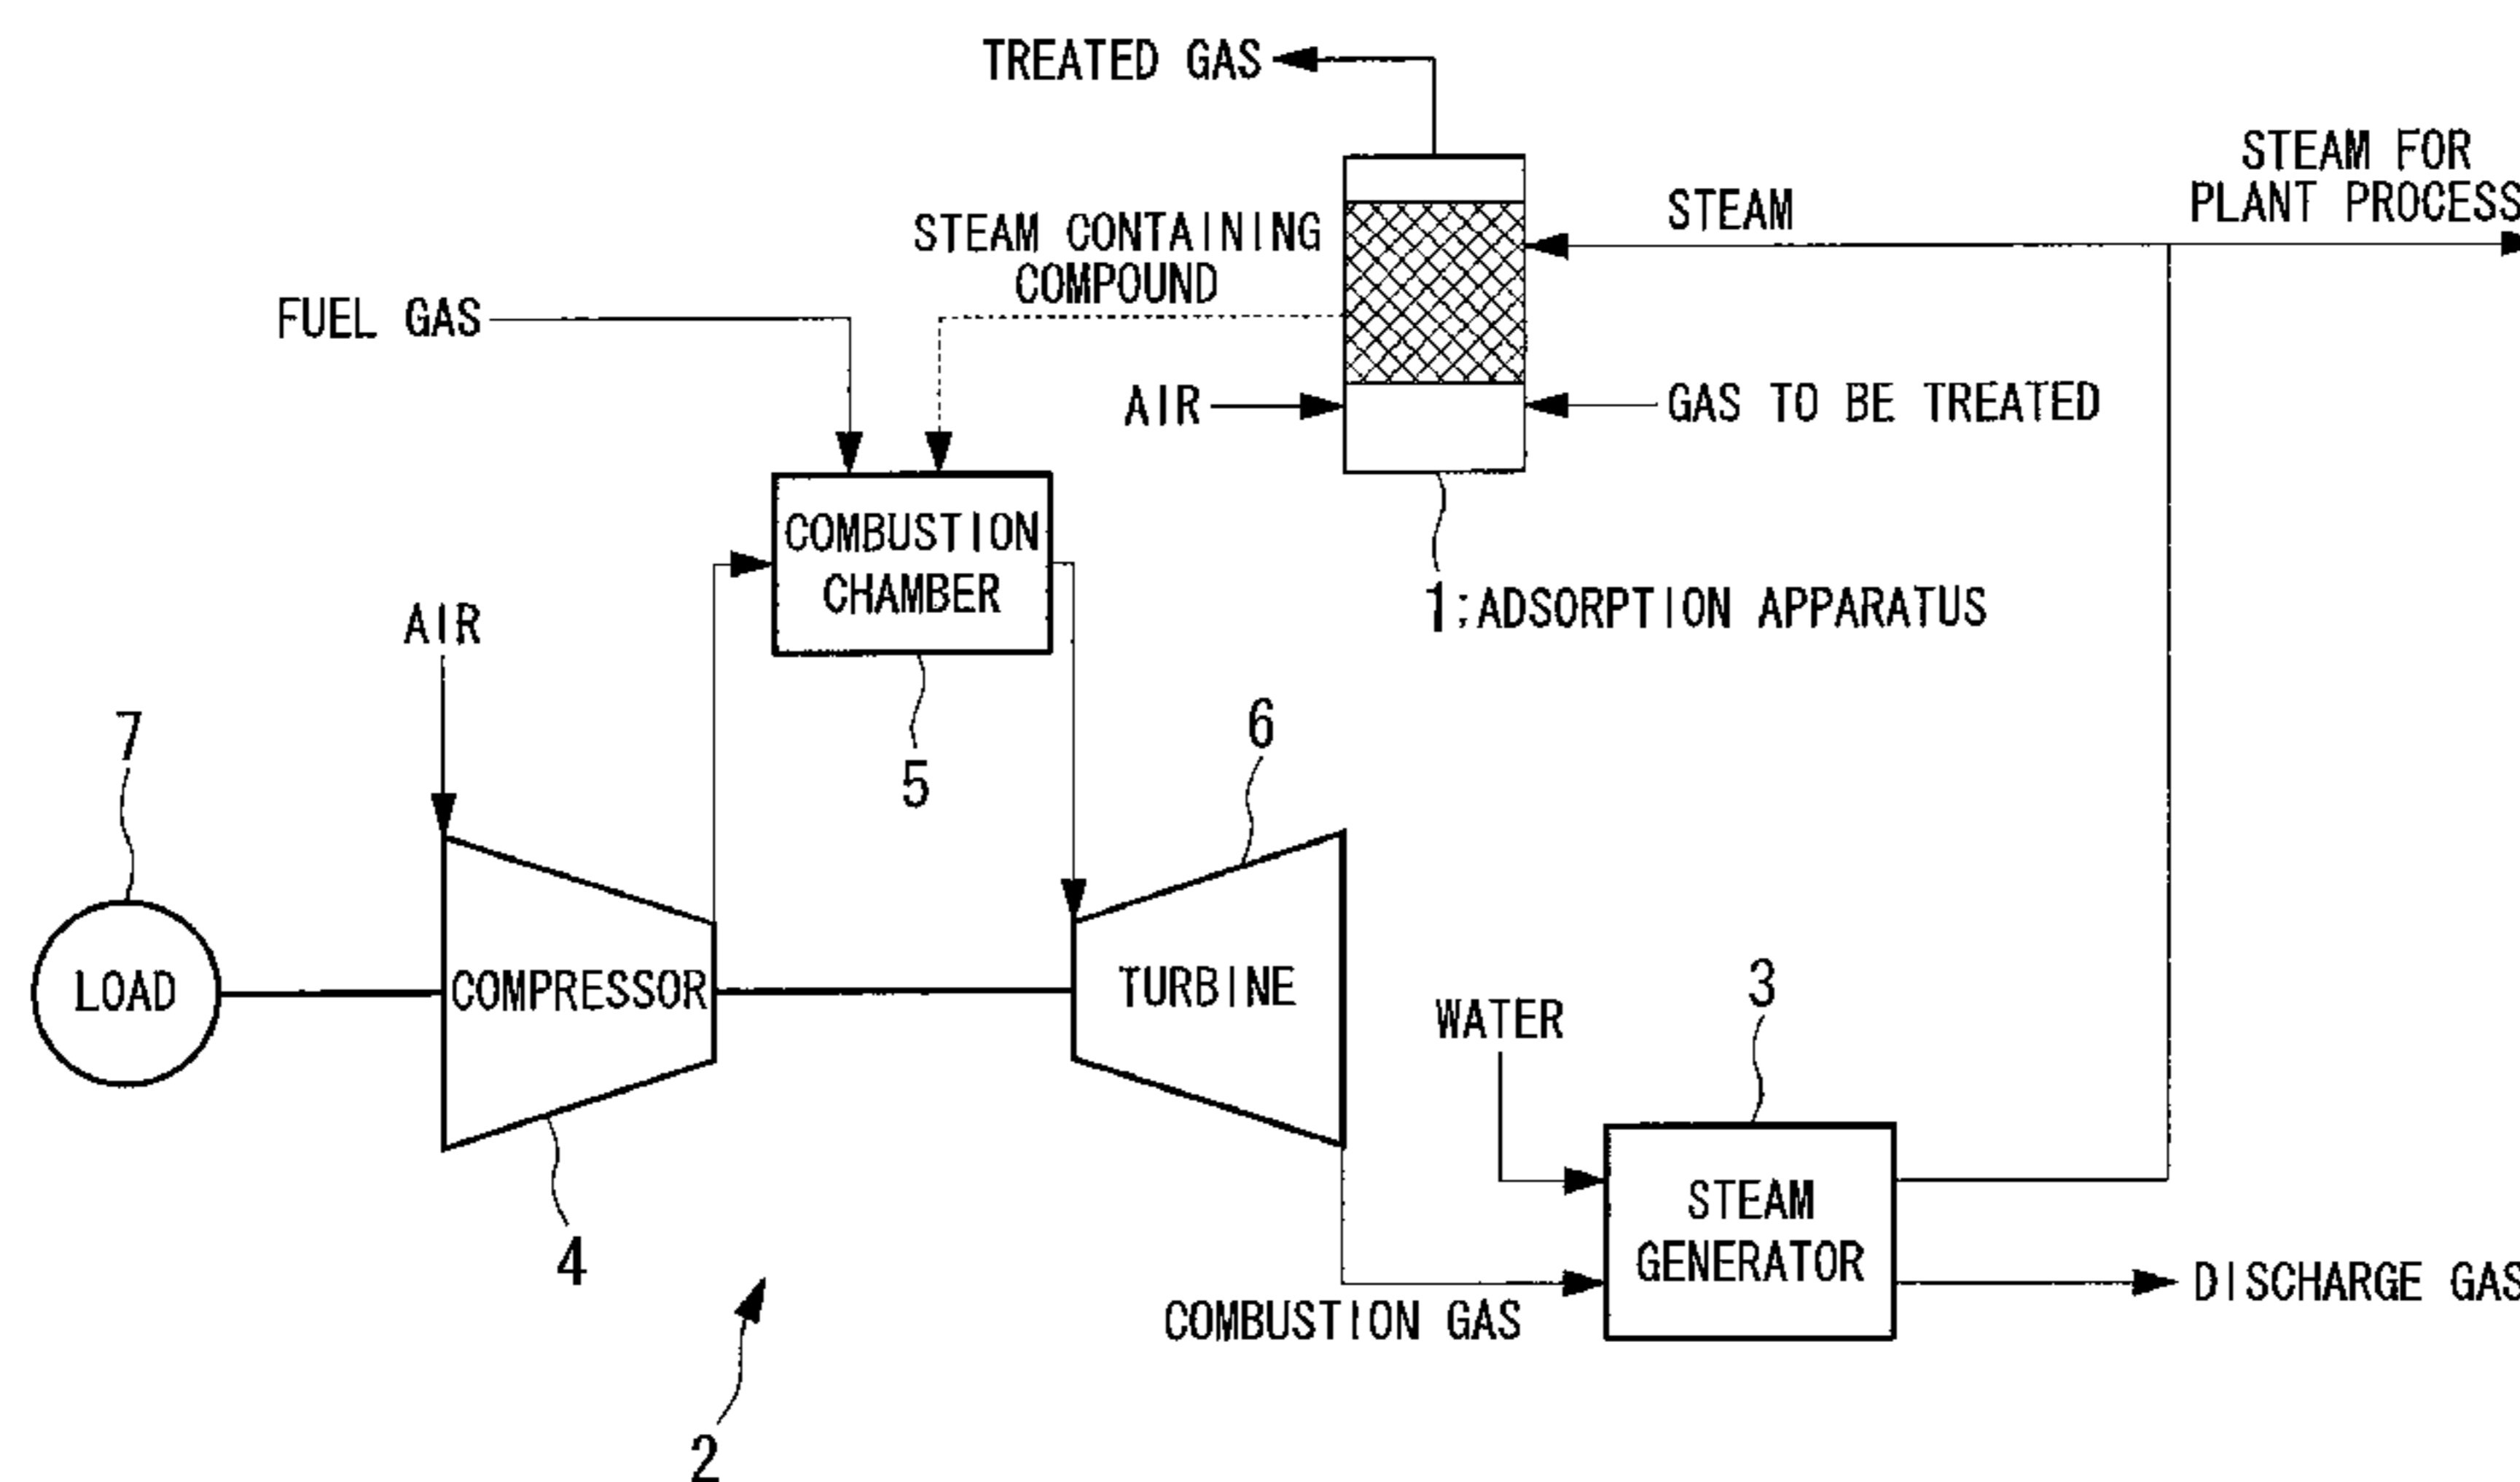 TREATED GAS
STEAM FOR
PLANT PROCESS
STEAM
STEAM CONTAINING
COMPOUND
FUEL GAS
AIR
GAS TO BE TREATED
COMBUSTION
CHAMBER
1;ADSORPTION APPARATUS
AIR
7
6
5
LOAD
COMPRESSOR
TURBINE
WATER
3
STEAM
GENERATOR
4
COMBUSTION GAS
DISCHARGE GAS
2